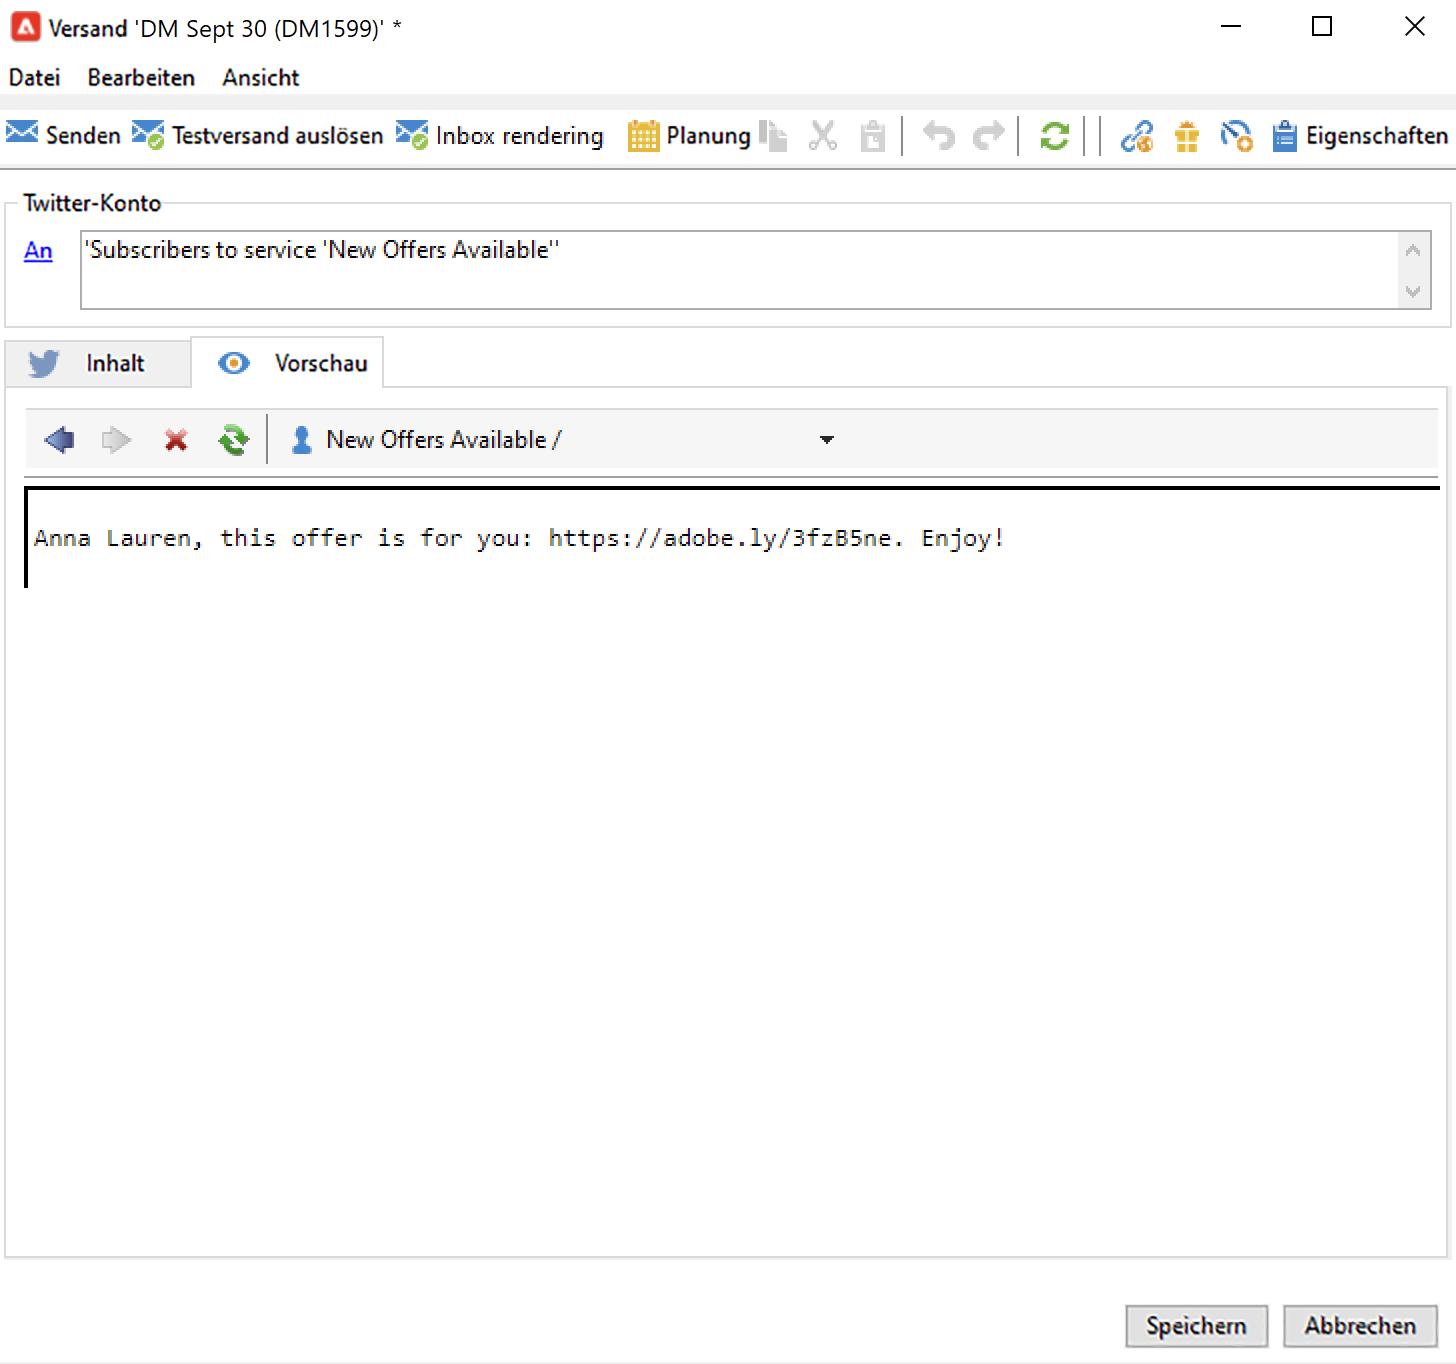 Versand 'DM Sept 30 (DM1599)' *
Datei Bearbeiten Ansicht
Senden Testversand auslösen Inbox rendering Planung Eigenschaften
Twitter-Konto
An 'Subscribers to service 'New Offers Available''
Inhalt Vorschau
New Offers Available /
Anna Lauren, this offer is for you: https://adobe.ly/3fzB5ne. Enjoy!
Speichern Abbrechen